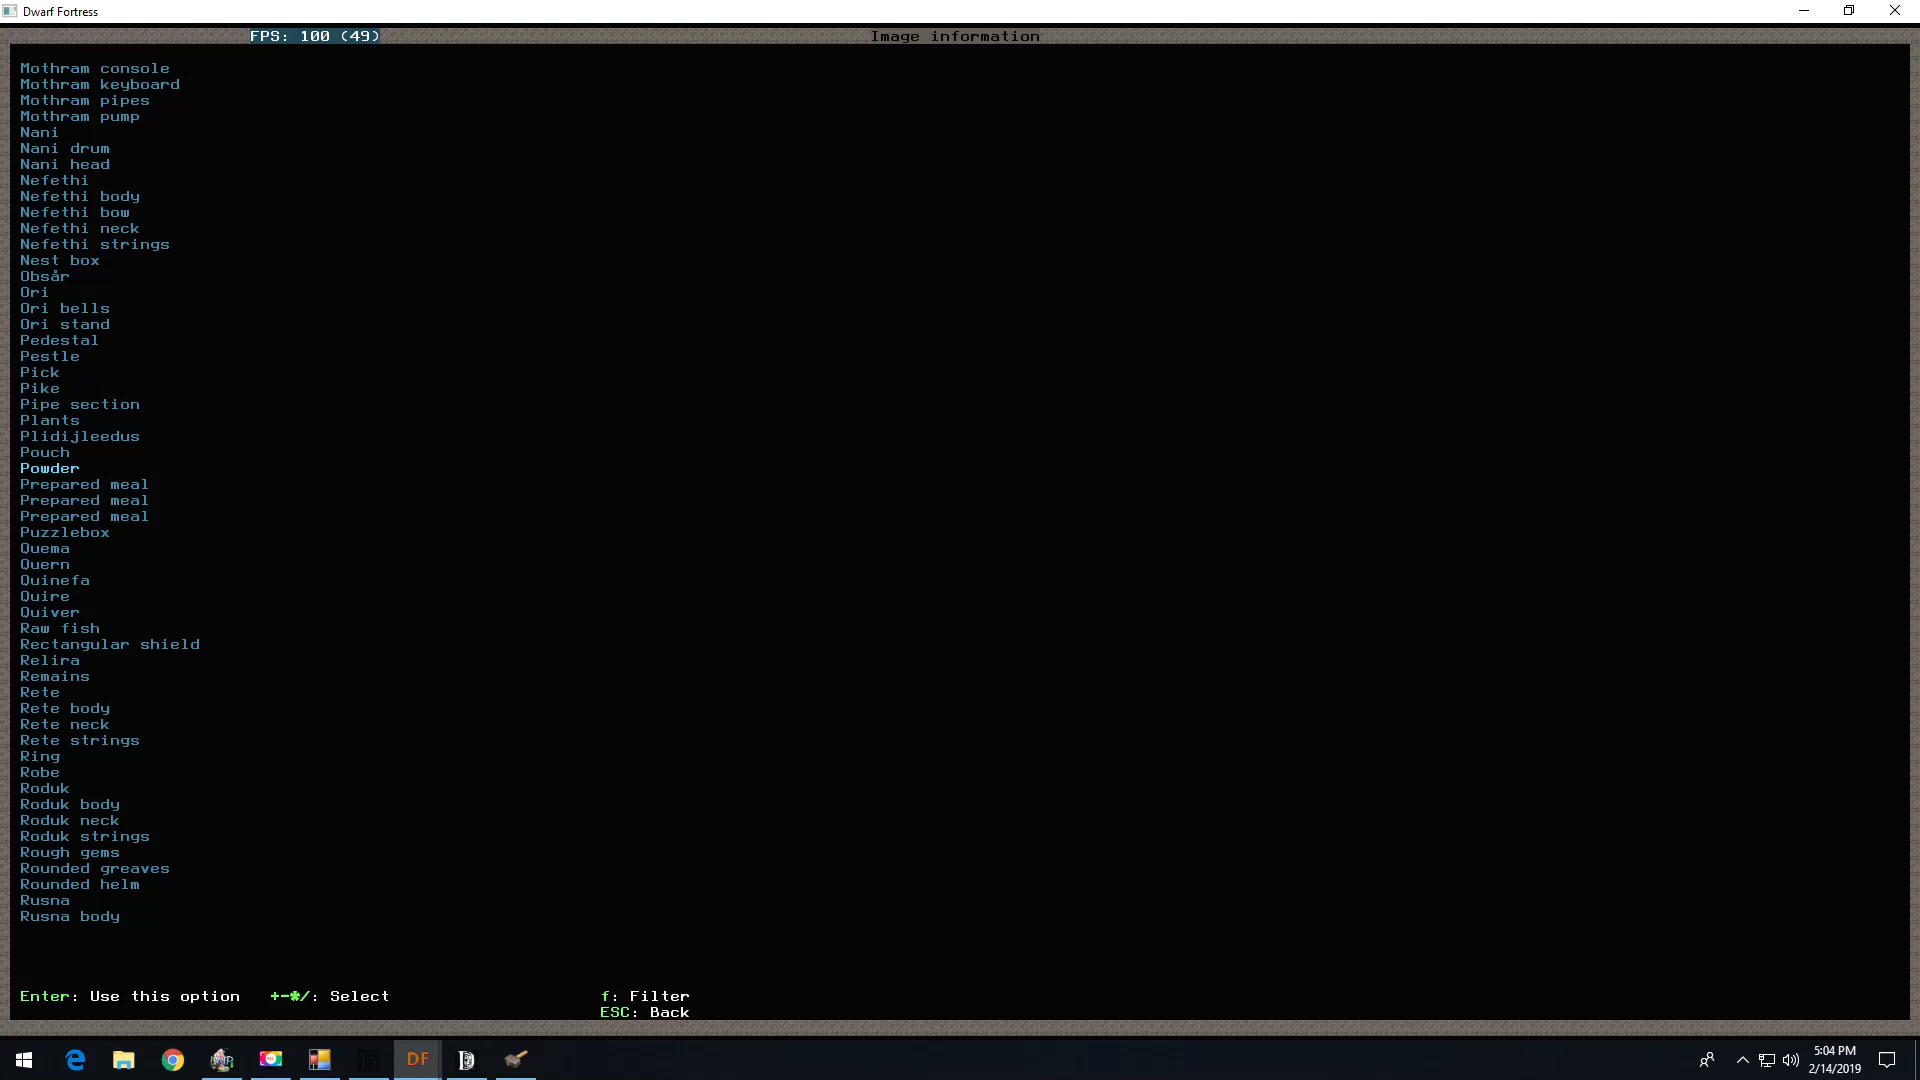 Dwarf Fortress
FPS: 100 (49)
Image information
Mothram console
Mothram keyboard
Mothram pipes
Mothram pump
Nani
Nani drum
Nani head
Nefethi
Nefethi body
Nefethi bow
Nefethi neck
Nefethi strings
Nest box
Obsår
Ori
Ori bells
Ori stand
Pedestal
Pestle
Pick
Pike
Pipe section
Plants
Plidijleedus
Pouch
Powder
Prepared meal
Prepared meal
Prepared meal
Puzzlebox
Quema
Quern
Quinefa
Quire
Quiver
Raw fish
Rectangular shield
Relira
Remains
Rete
Rete body
Rete neck
Rete strings
Ring
Robe
Roduk
Roduk body
Roduk neck
Roduk strings
Rough gems
Rounded greaves
Rounded helm
Rusna
Rusna body
Enter: Use this option +-*/: Select f: Filter
ESC: Back
DF
5:04 PM
2/14/2019